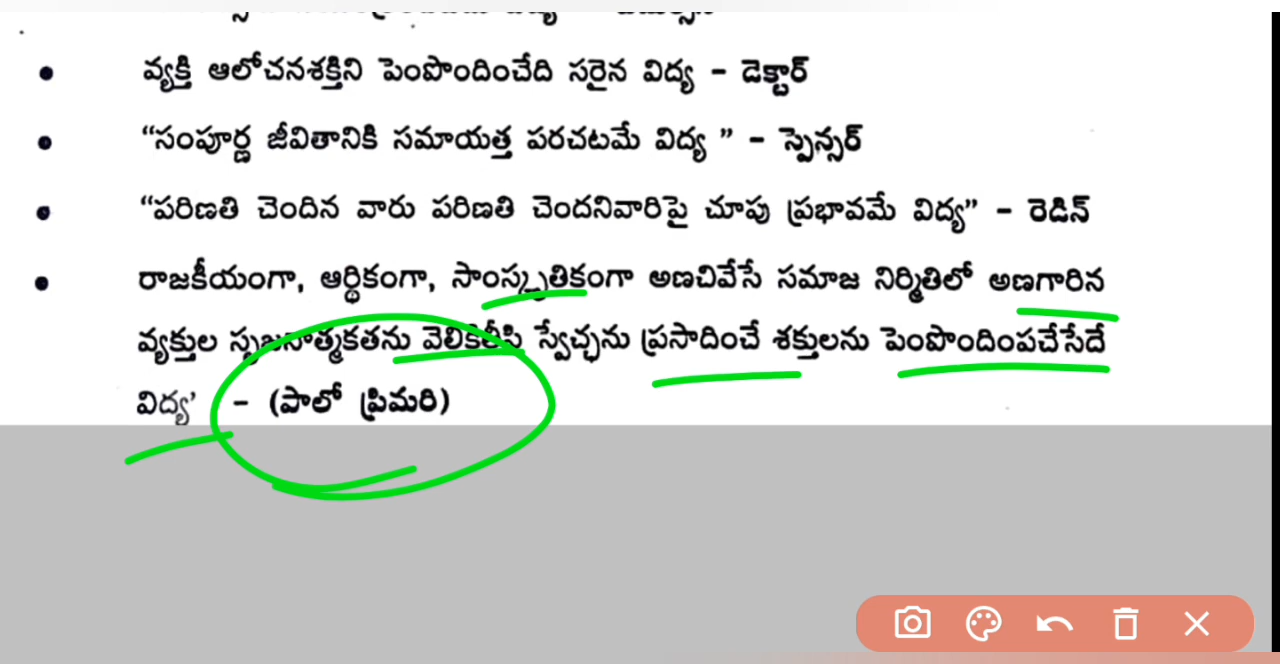 వ్యక్తి ఆలోచనశక్తిని పెంపొందించేది సరైన విద్య - డెక్టార్
“సంపూర్ణ జీవితానికి సమాయత్త పరచటమే విద్య ” - స్పెన్సర్
“పరిణతి చెందిన వారు పరిణతి చెందనివారిపై చూపు ప్రభావమే విద్య” - రెడిన్
రాజకీయంగా, ఆర్థికంగా, సాంస్కృతికంగా అణచివేసే సమాజ నిర్మితిలో అణగారిన
వ్యక్తుల సృజనాత్మకతను వెలికితీసి స్వేచ్ఛను ప్రసాదించే శక్తులను పెంపొందింపచేసేదే
విద్య’ - (పాలో ప్రిమరి)